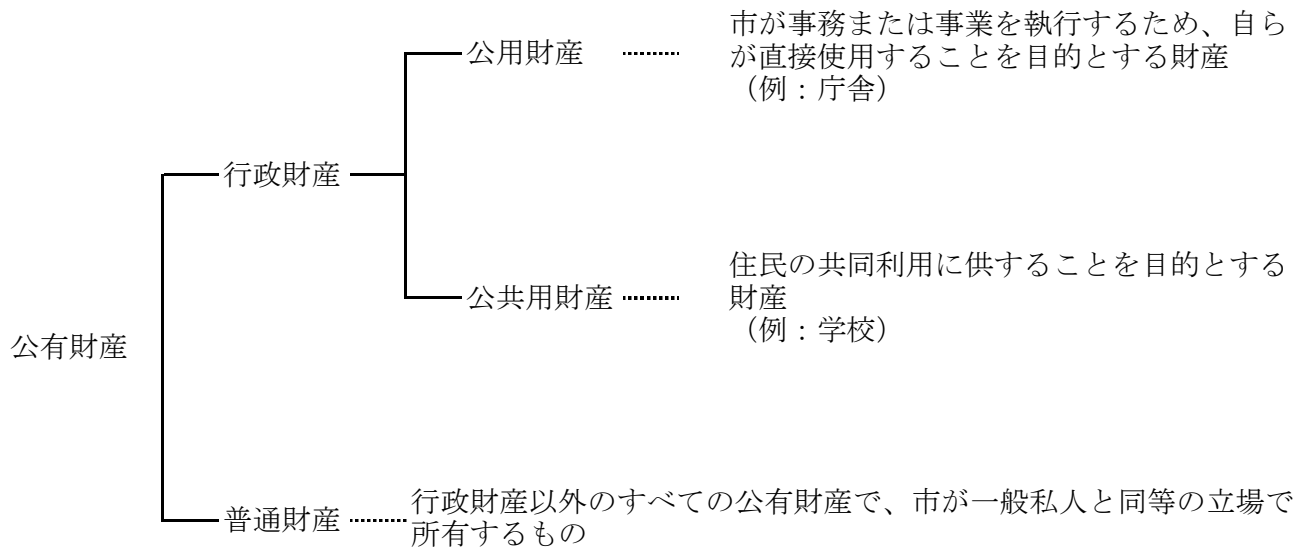 公用財産
市が事務または事業を執行するため、自ら
が直接使用することを目的とする財産
（例：庁舎）
行政財産
公共用財産
住民の共同利用に供することを目的とする
財産
（例：学校）
公有財産
普通財産
行政財産以外のすべての公有財産で、市が一般私人と同等の立場で
所有するもの